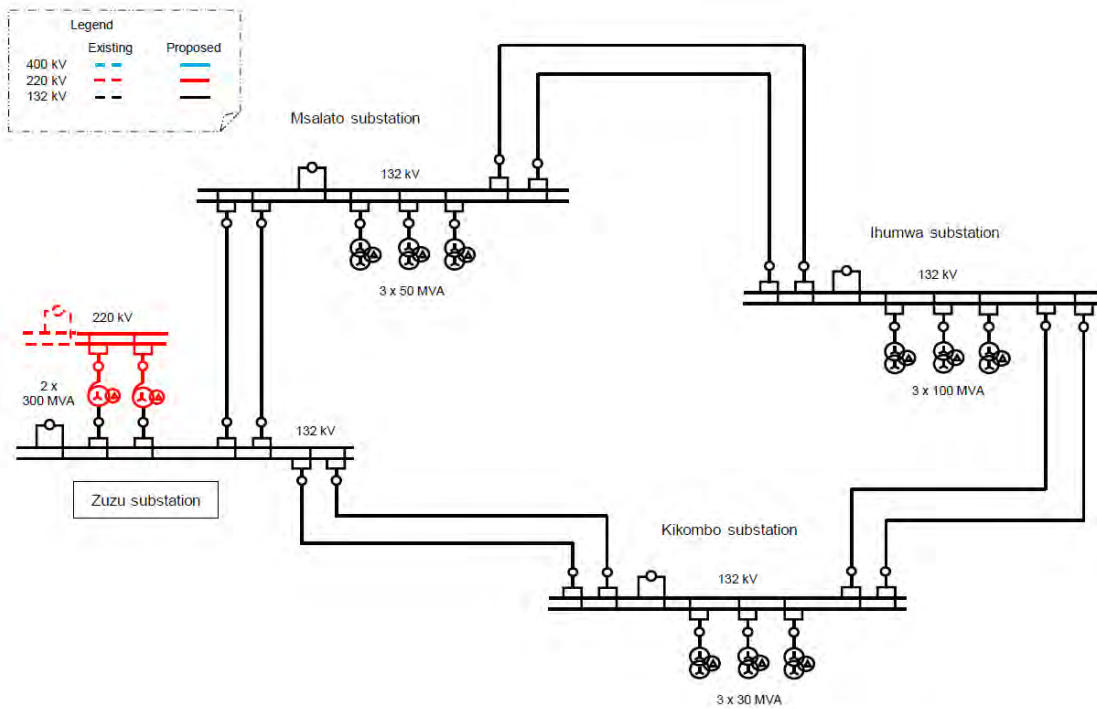 Legend
Existing Proposed
400 kV
220 kV
132 kV
Msalato substation
132 kV
3 x 50 MVA
Ihumwa substation
132 kV
3 x 100 MVA
220 kV
2 x
300 MVA
132 kV
Zuzu substation
Kikombo substation
132 kV
3 x 30 MVA